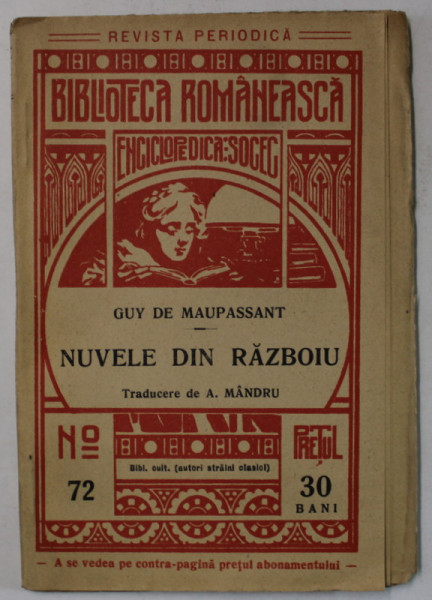 REVISTA PERIODICĂ
BIBLIOTECA ROMÂNEASCĂ
ENCICLOPEDICA:SOCEC
GUY DE MAUPASSANT
NUVELE DIN RĂZBOIU
Traducere de A. MÂNDRU
No PREȚUL
Bibl. cult. (autori străini clasici)
72 30
BANI
— A se vedea pe contra-pagină prețul abonamentului —